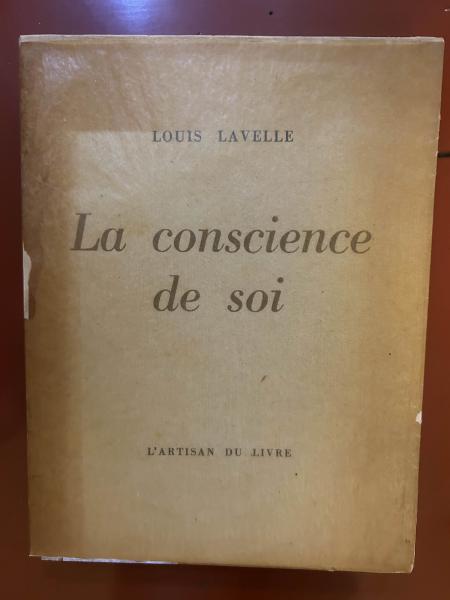 LOUIS LAVELLE
La conscience
de soi
L'ARTISAN DU LIVRE